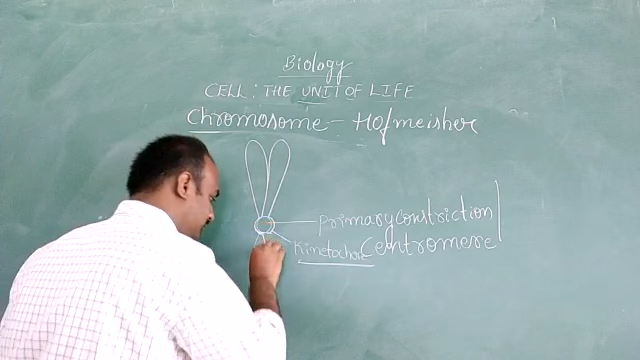 Biology
CELL: THE UNIT OF LIFE
Chromosome - Hofmeisher
primary constriction
Kinetochore Centromere